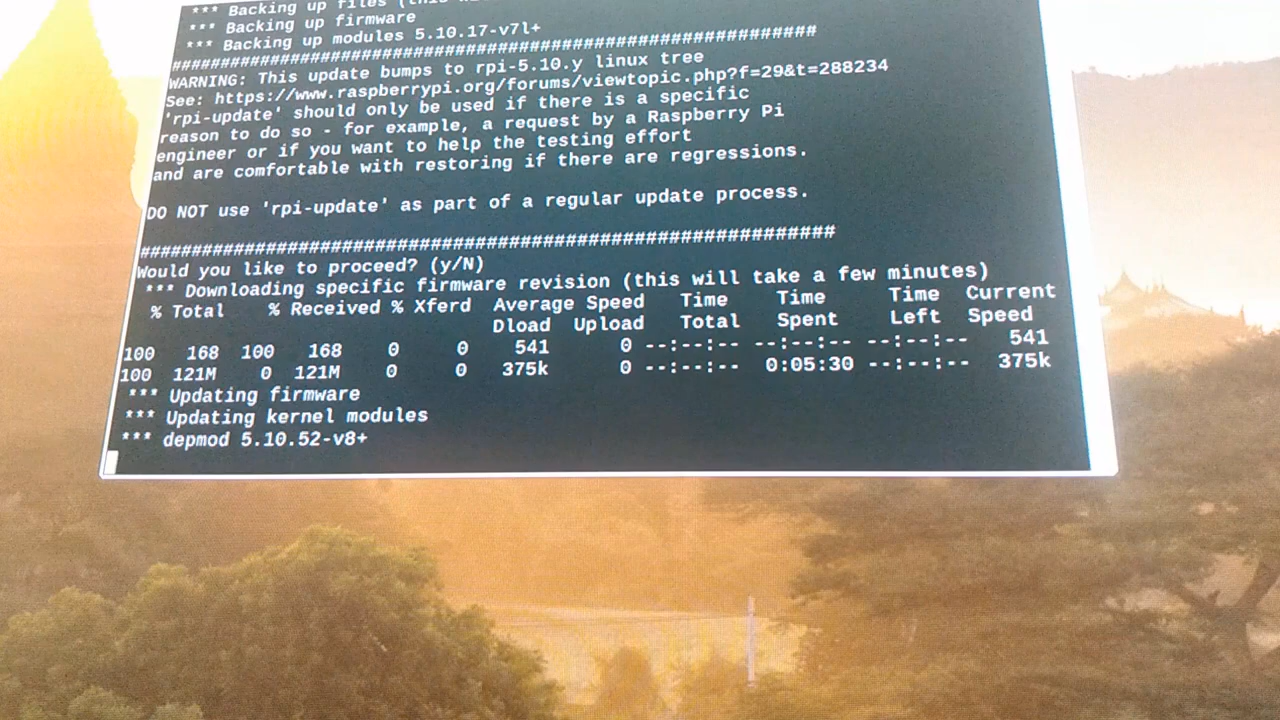 *** Backing up files (this
*** Backing up firmware
*** Backing up modules 5.10.17-v7l+
#############################################################
WARNING: This update bumps to rpi-5.10.y linux tree
See: https://www.raspberrypi.org/forums/viewtopic.php?f=29&t=288234
'rpi-update' should only be used if there is a specific
reason to do so - for example, a request by a Raspberry Pi
engineer or if you want to help the testing effort
and are comfortable with restoring if there are regressions.
DO NOT use 'rpi-update' as part of a regular update process.
#############################################################
Would you like to proceed? (y/N)
*** Downloading specific firmware revision (this will take a few minutes)
% Total % Received % Xferd Average Speed Time Time Time Current
Dload Upload Total Spent Left Speed
100 168 100 168 0 0 541 0 --:--:-- --:--:-- --:--:-- 541
100 121M 0 121M 0 0 375k 0 --:--:-- 0:05:30 --:--:-- 375k
*** Updating firmware
*** Updating kernel modules
*** depmod 5.10.52-v8+